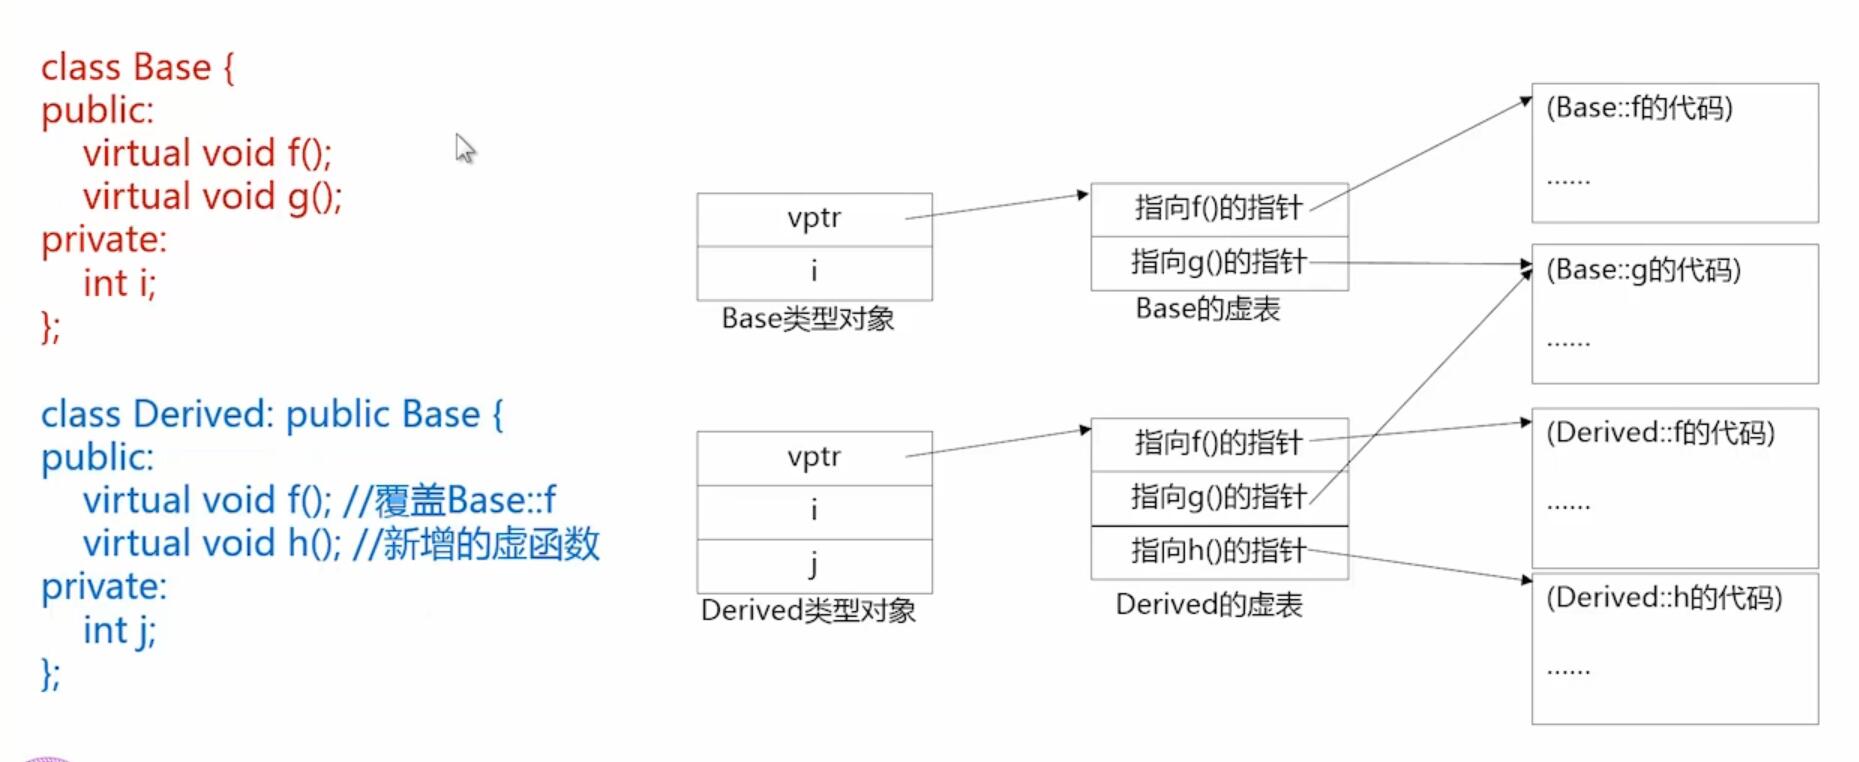 class Base {
public:
virtual void f();
virtual void g();
private:
int i;
};
class Derived: public Base {
public:
virtual void f(); //覆盖Base::f
virtual void h(); //新增的虚函数
private:
int j;
};
vptr
i
Base类型对象
指向f()的指针
指向g()的指针
Base的虚表
(Base::f的代码)
......
(Base::g的代码)
......
vptr
i
j
Derived类型对象
指向f()的指针
指向g()的指针
指向h()的指针
Derived的虚表
(Derived::f的代码)
......
(Derived::h的代码)
......